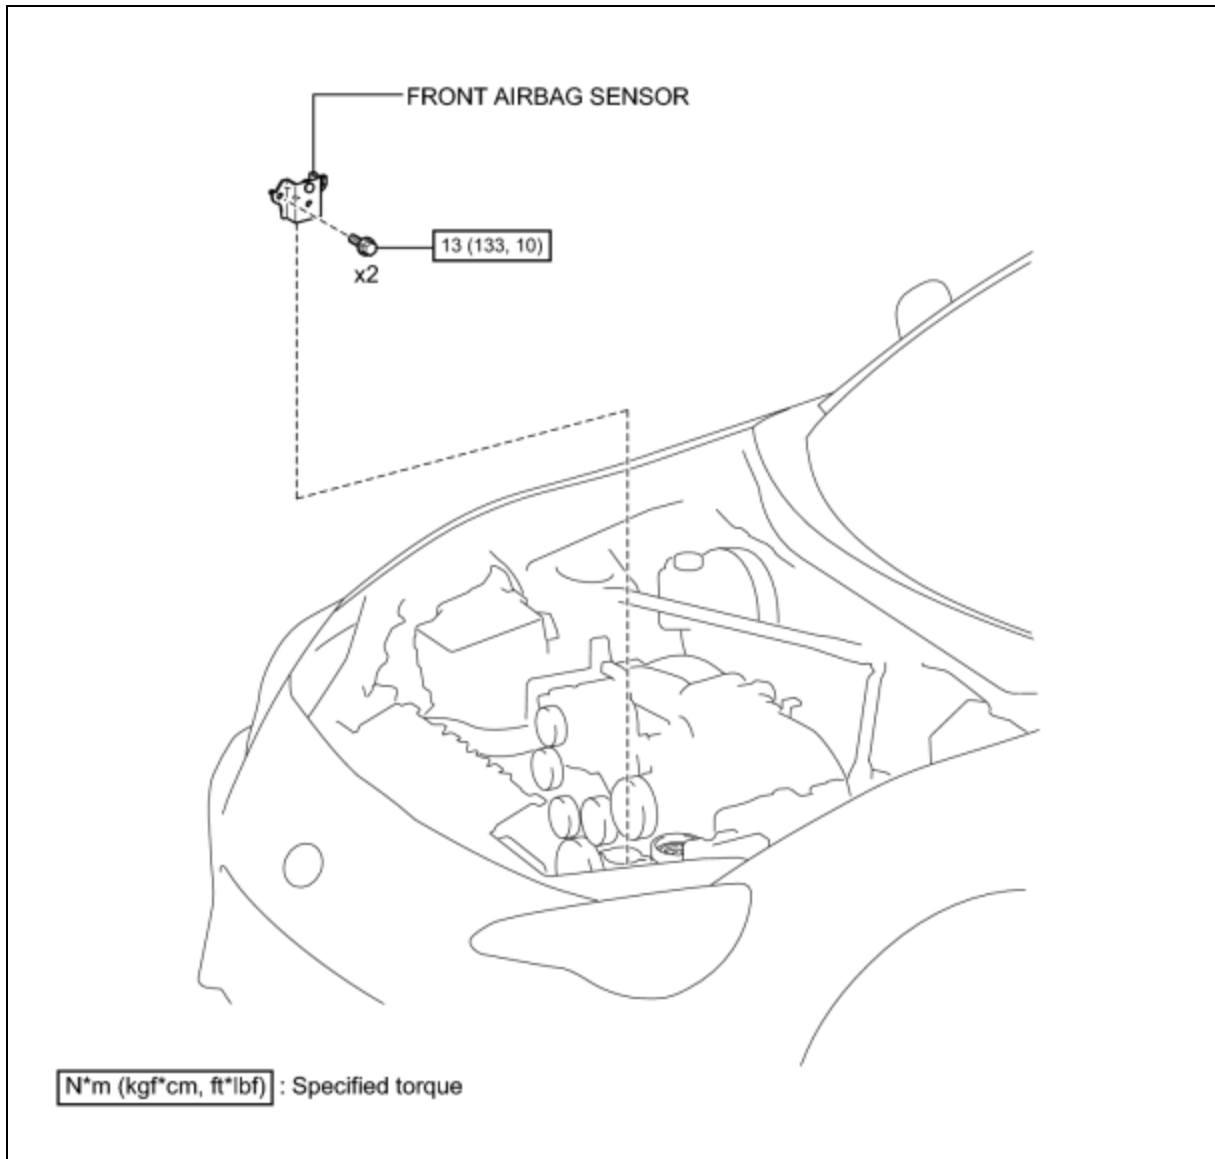 FRONT AIRBAG SENSOR
13 (133, 10)
x2
N*m (kgf*cm, ft*lbf) : Specified torque